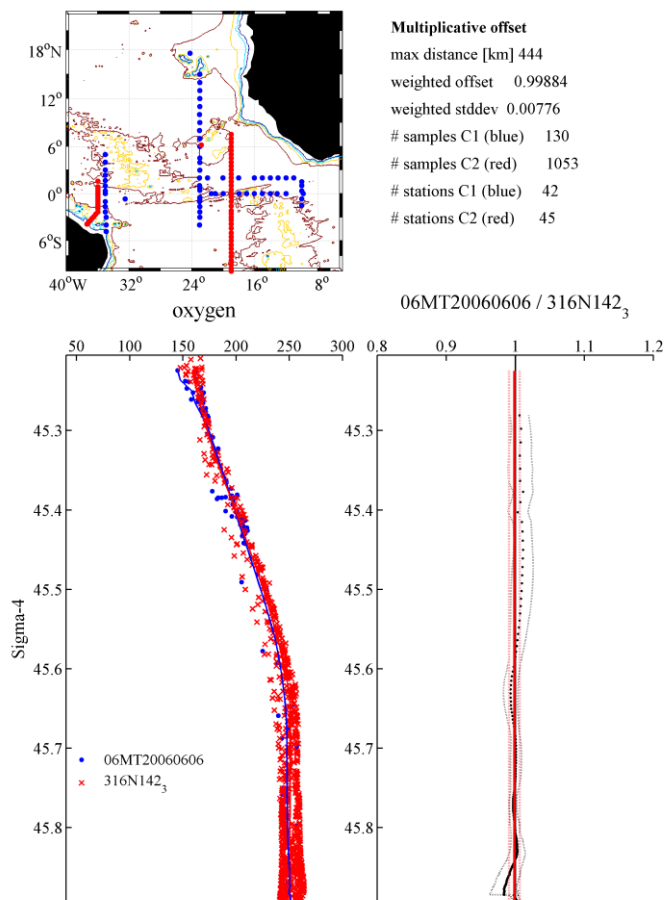 Multiplicative offset
max distance [km] 444
weighted offset 0.99884
weighted stddev 0.00776
# samples C1 (blue) 130
# samples C2 (red) 1053
# stations C1 (blue) 42
# stations C2 (red) 45
18°N
12°
6°
0°
6°S
40°W 32° 24° 16° 8°
oxygen
06MT20060606 / 316N142₃
50 100 150 200 250 300
0.8 0.9 1 1.1 1.2
45.3 45.3
45.4 45.4
45.5 45.5
45.6 45.6
45.7 45.7
45.8 45.8
Sigma-4
06MT20060606
316N142₃